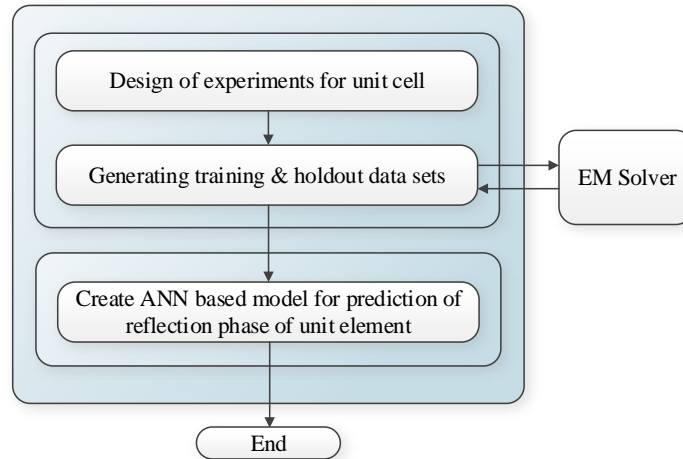 Design of experiments for unit cell
Generating training & holdout data sets
EM Solver
Create ANN based model for prediction of
reflection phase of unit element
End